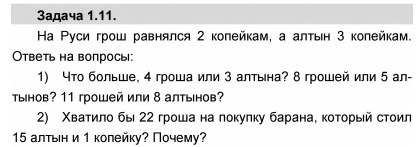 Задача 1.11.
На Руси грош равнялся 2 копейкам, а алтын 3 копейкам.
Ответь на вопросы:
1) Что больше, 4 гроша или 3 алтына? 8 грошей или 5 ал-
тынов? 11 грошей или 8 алтынов?
2) Хватило бы 22 гроша на покупку барана, который стоил
15 алтын и 1 копейку? Почему?